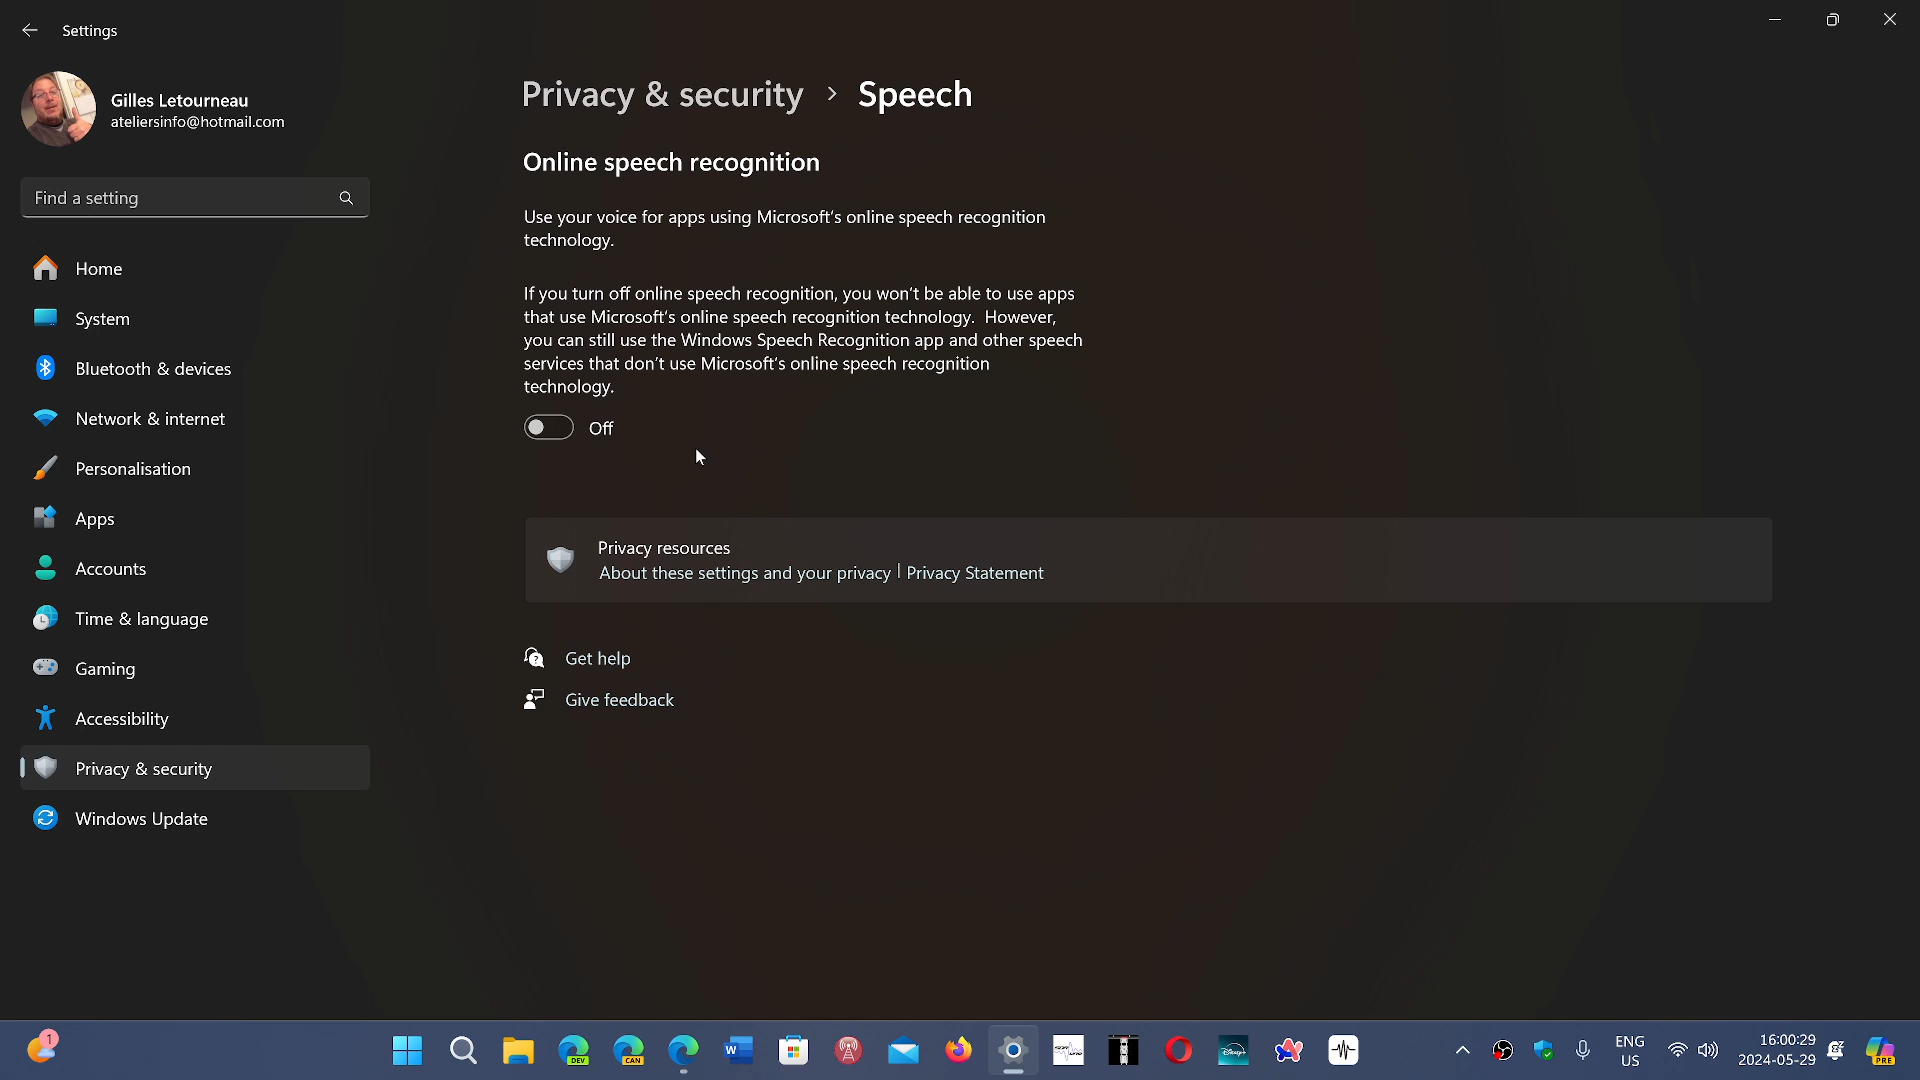 Settings
Gilles Letourneau
ateliersinfo@hotmail.com
Find a setting
Home
System
Bluetooth & devices
Network & internet
Personalisation
Apps
Accounts
Time & language
Gaming
Accessibility
Privacy & security
Windows Update
Privacy & security > Speech
Online speech recognition
Use your voice for apps using Microsoft's online speech recognition
technology.
If you turn off online speech recognition, you won't be able to use apps
that use Microsoft's online speech recognition technology. However,
you can still use the Windows Speech Recognition app and other speech
services that don't use Microsoft's online speech recognition
technology.
Off
Privacy resources
About these settings and your privacy | Privacy Statement
Get help
Give feedback
1
DEV
CAN
W
Disney+
ENG
US
16:00:29
2024-05-29
PRE